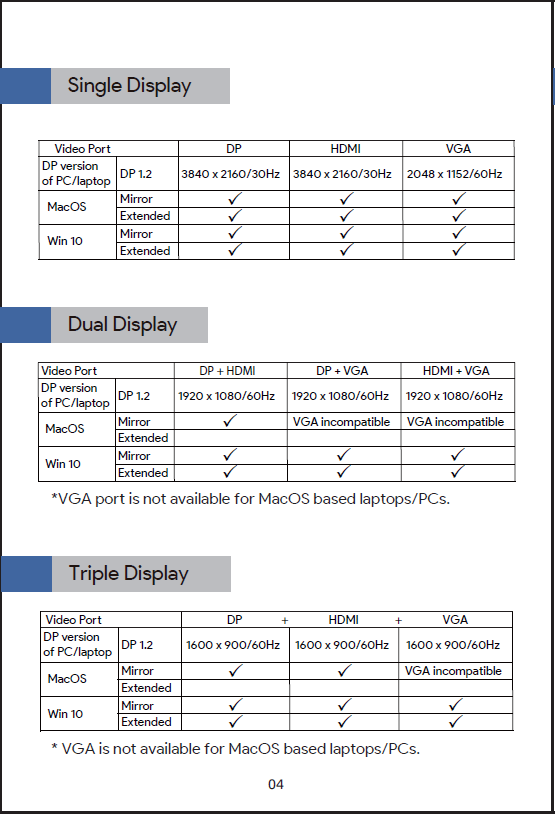 Single Display
Video Port DP HDMI VGA
DP version
of PC/laptop DP 1.2 3840 x 2160/30Hz 3840 x 2160/30Hz 2048 x 1152/60Hz
MacOS Mirror ✓ ✓ ✓
Extended ✓ ✓ ✓
Win 10 Mirror ✓ ✓ ✓
Extended ✓ ✓ ✓
Dual Display
Video Port DP + HDMI DP + VGA HDMI + VGA
DP version
of PC/laptop DP 1.2 1920 x 1080/60Hz 1920 x 1080/60Hz 1920 x 1080/60Hz
MacOS Mirror ✓ VGA incompatible VGA incompatible
Extended
Win 10 Mirror ✓ ✓ ✓
Extended ✓ ✓ ✓
*VGA port is not available for MacOS based laptops/PCs.
Triple Display
Video Port DP + HDMI + VGA
DP version
of PC/laptop DP 1.2 1600 x 900/60Hz 1600 x 900/60Hz 1600 x 900/60Hz
MacOS Mirror ✓ ✓ VGA incompatible
Extended
Win 10 Mirror ✓ ✓ ✓
Extended ✓ ✓ ✓
* VGA is not available for MacOS based laptops/PCs.
04